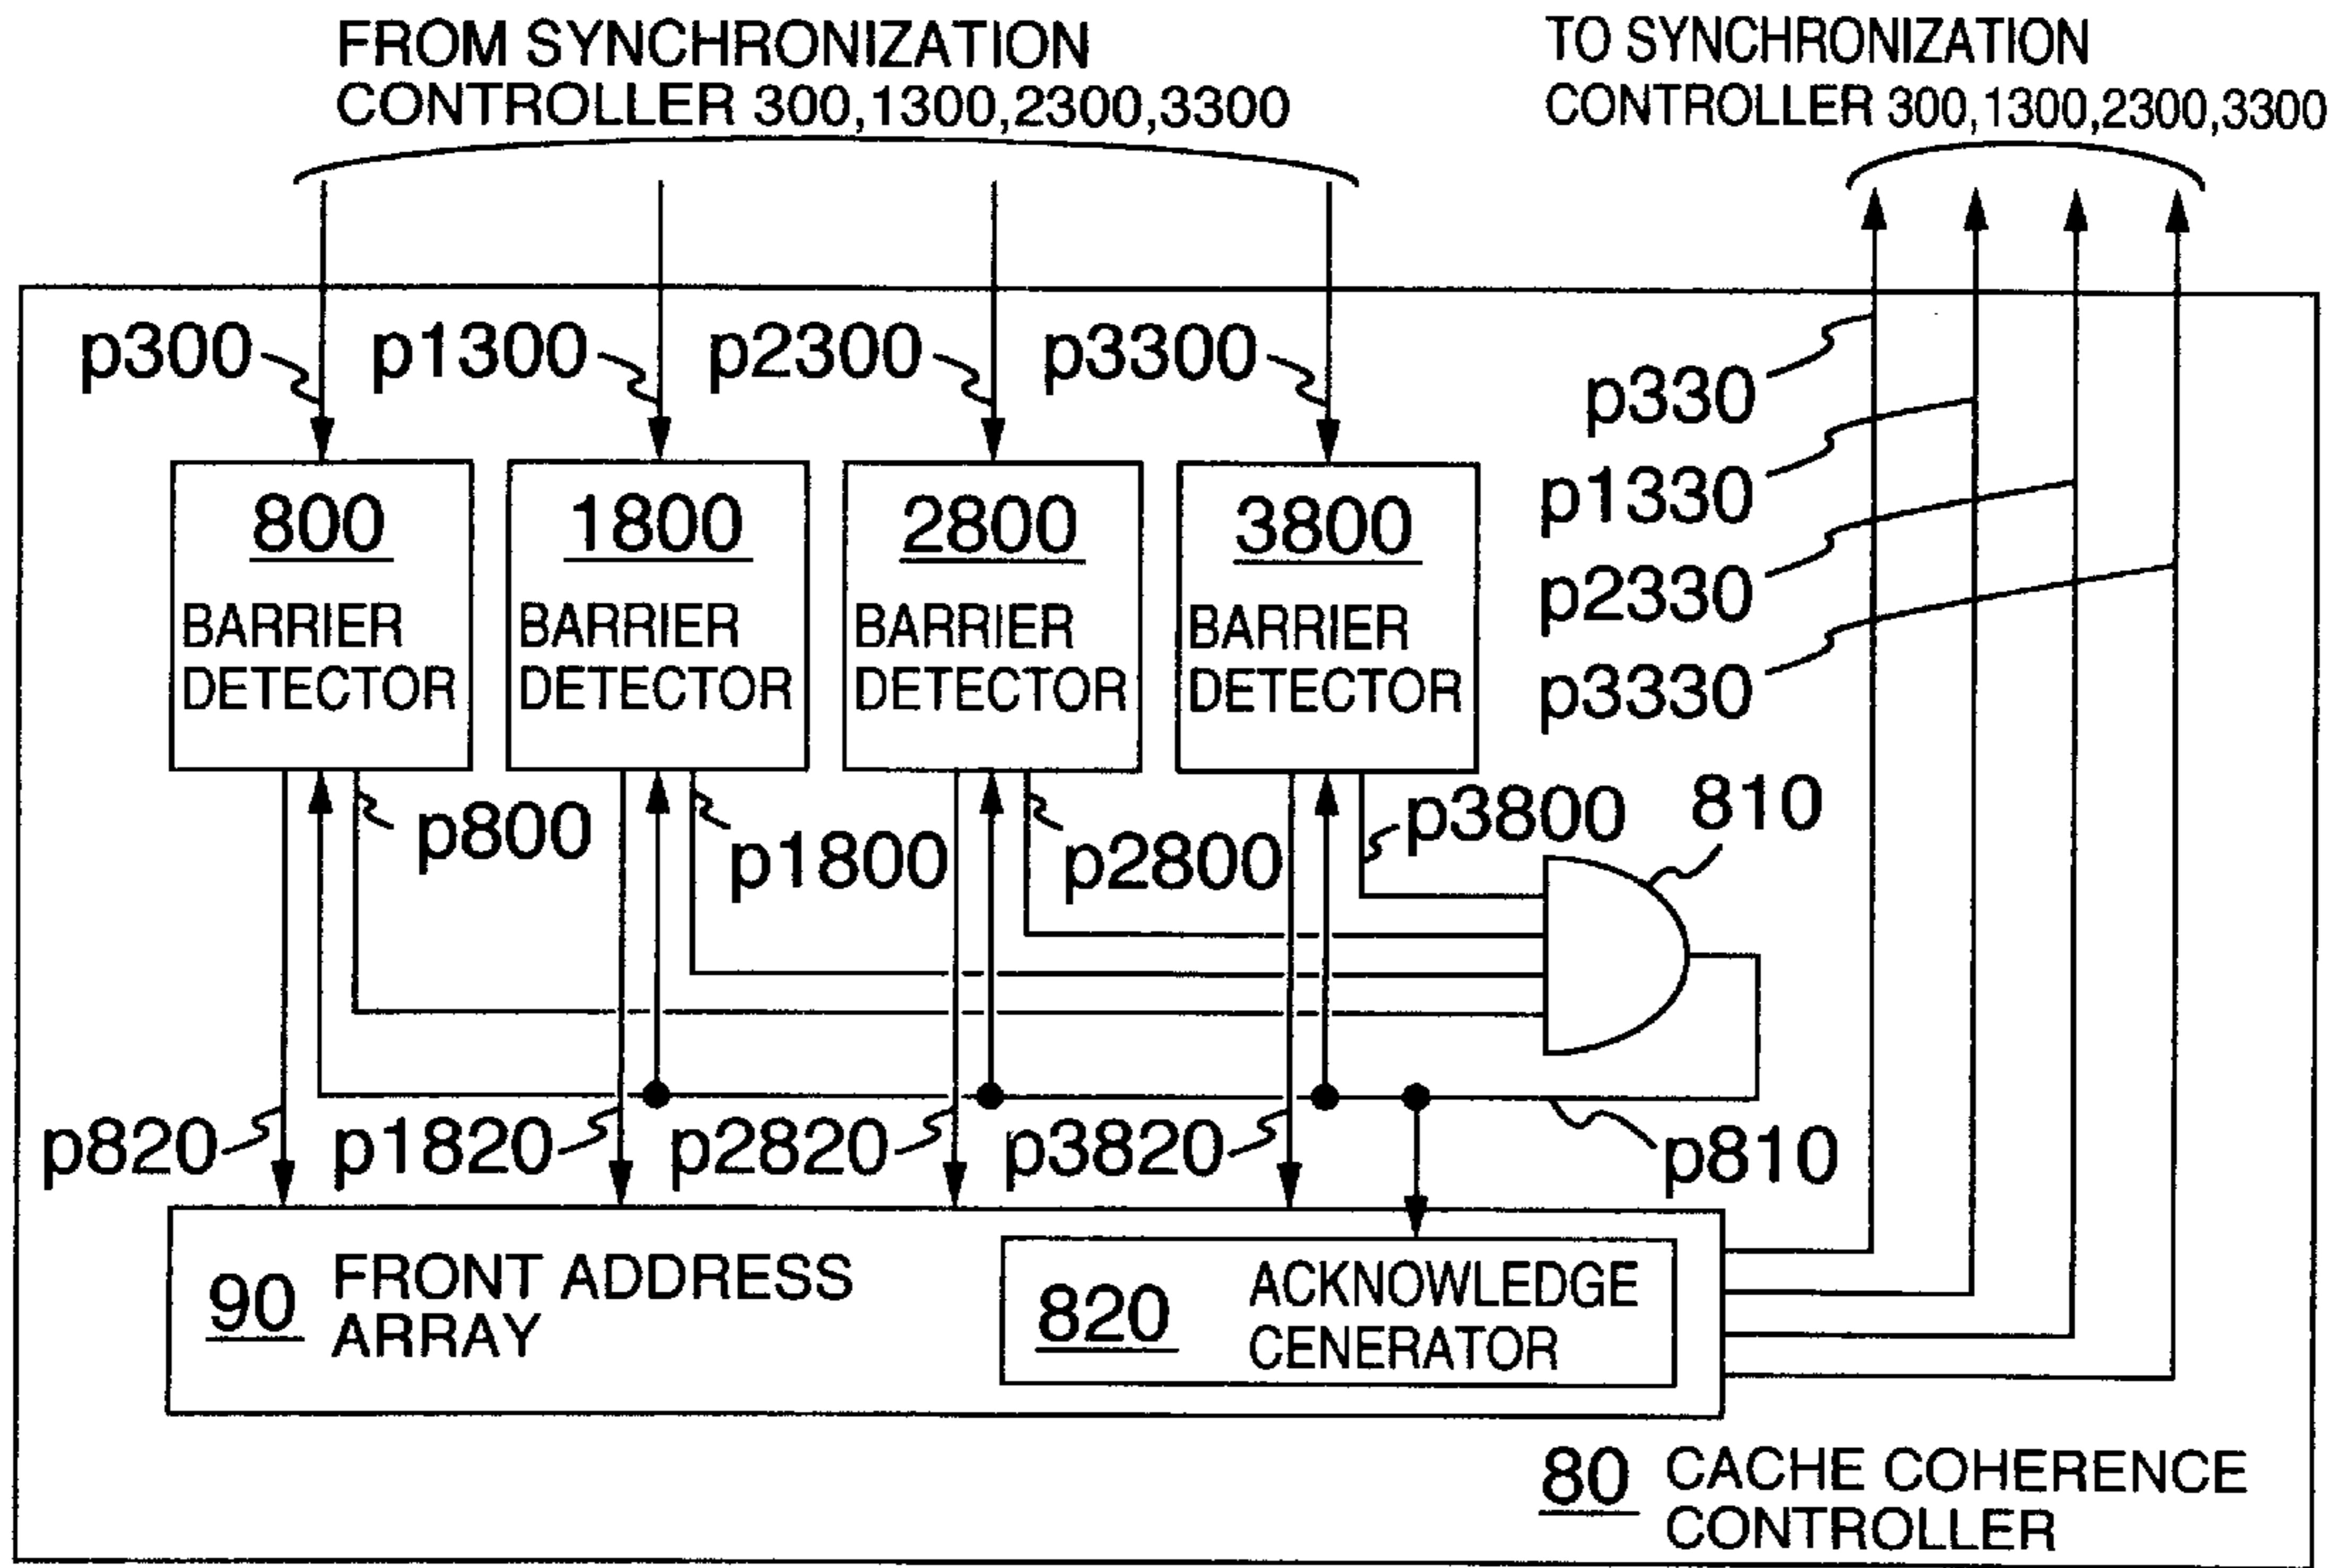 FROM SYNCHRONIZATION
CONTROLLER 300,1300,2300,3300
TO SYNCHRONIZATION
CONTROLLER 300,1300,2300,3300
p300
p1300
p2300
p3300
p330
p1330
p2330
p3330
800
BARRIER
DETECTOR
1800
BARRIER
DETECTOR
2800
BARRIER
DETECTOR
3800
BARRIER
DETECTOR
p800
p1800
p2800
p3800
810
p820
p1820
p2820
p3820
p810
90 FRONT ADDRESS
ARRAY
820 ACKNOWLEDGE
CENERATOR
80 CACHE COHERENCE
CONTROLLER